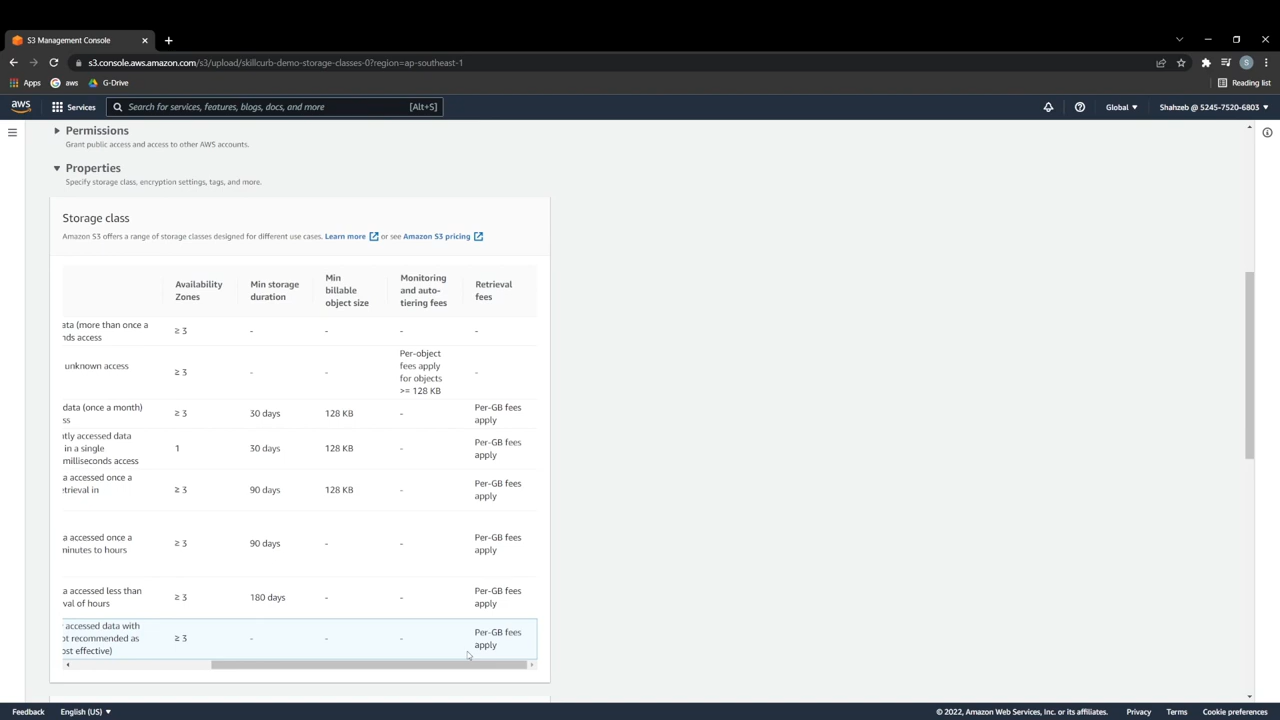 S3 Management Console
s3.console.aws.amazon.com/s3/upload/skillcurb-demo-storage-classes-0?region=ap-southeast-1
Apps aws G-Drive Reading list
aws Services Search for services, features, blogs, docs, and more [Alt+S] Global Shahzeb @ 5245-7520-6803
Permissions
Grant public access and access to other AWS accounts.
Properties
Specify storage class, encryption settings, tags, and more.
Storage class
Amazon S3 offers a range of storage classes designed for different use cases. Learn more or see Amazon S3 pricing
Availability
Zones
Min storage
duration
Min
billable
object size
Monitoring
and auto-
tiering fees
Retrieval
fees
ata (more than once a
nds access
≥ 3 - - - -
unknown access
≥ 3 - -
Per-object
fees apply
for objects
>= 128 KB
-
data (once a month)
ss
≥ 3 30 days 128 KB -
Per-GB fees
apply
ntly accessed data
in a single
milliseconds access
1 30 days 128 KB -
Per-GB fees
apply
a accessed once a
etrieval in
≥ 3 90 days 128 KB -
Per-GB fees
apply
a accessed once a
minutes to hours
≥ 3 90 days - -
Per-GB fees
apply
a accessed less than
val of hours
≥ 3 180 days - -
Per-GB fees
apply
accessed data with
ot recommended as
ost effective)
≥ 3 - - -
Per-GB fees
apply
Feedback English (US) © 2022, Amazon Web Services, Inc. or its affiliates. Privacy Terms Cookie preferences